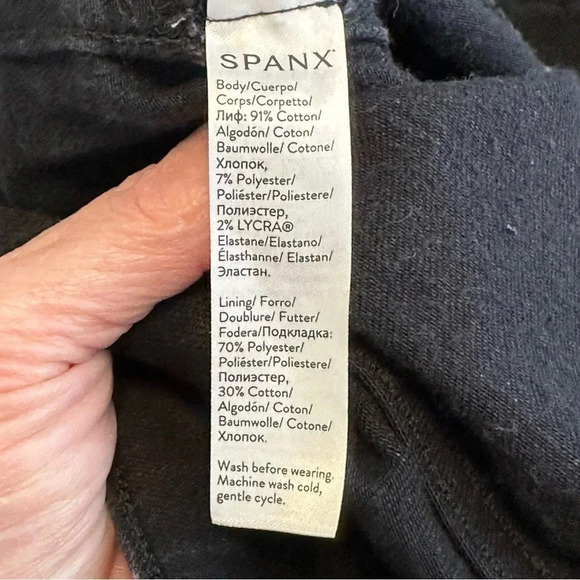 SPANX®
Body/Cuerpo/
Corps/Corpetto/
Лиф: 91% Cotton/
Algodón/ Coton/
Baumwolle/ Cotone/
Хлопок,
7% Polyester/
Poliéster/Poliestere/
Полиэстер,
2% LYCRA®
Elastane/Elastano/
Élasthanne/ Elastan/
Эластан.
Lining/ Forro/
Doublure/ Futter/
Fodera/Подкладка:
70% Polyester/
Poliéster/Poliestere/
Полиэстер,
30% Cotton/
Algodón/ Coton/
Baumwolle/ Cotone/
Хлопок.
Wash before wearing.
Machine wash cold,
gentle cycle.